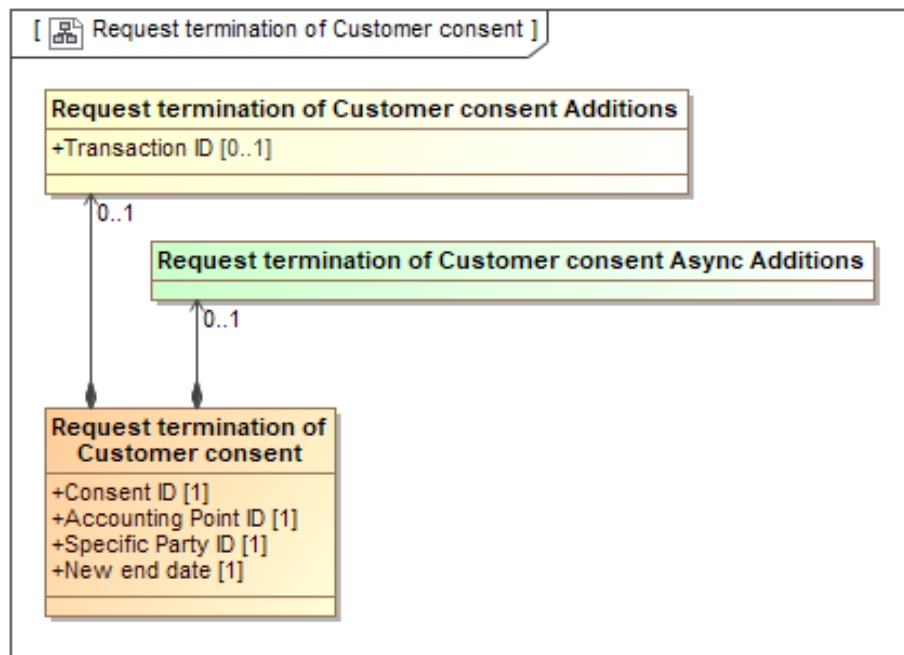 [ Request termination of Customer consent ]
Request termination of Customer consent Additions
+Transaction ID [0..1]
0..1
Request termination of Customer consent Async Additions
0..1
Request termination of
Customer consent
+Consent ID [1]
+Accounting Point ID [1]
+Specific Party ID [1]
+New end date [1]